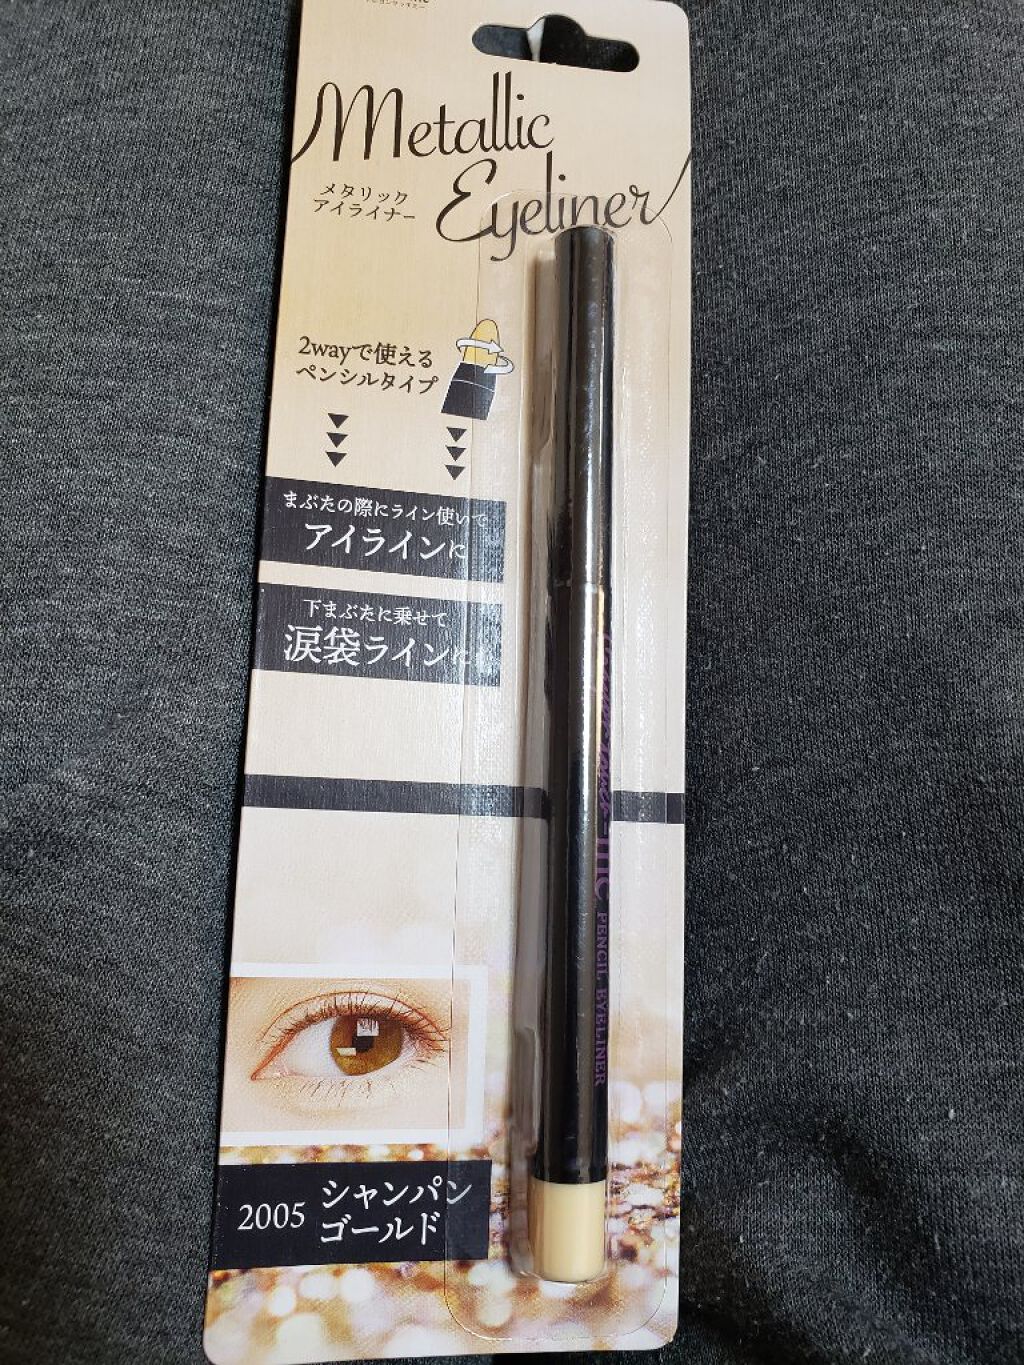 Metallic
Eyeliner
メタリック
アイライナー
2wayで使える
ペンシルタイプ
まぶたの際にライン使いで
アイラインに
下まぶたに乗せて
涙袋ラインにも
PENCIL EYELINER
2005 シャンパン
ゴールド